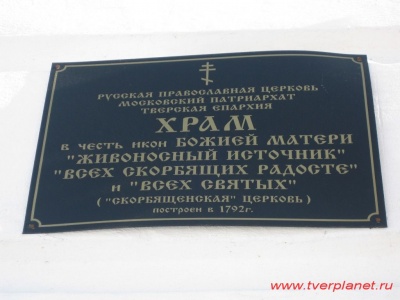 РУССКАЯ ПРАВОСЛАВНАЯ ЦЕРКОВЬ
МОСКОВСКИЙ ПАТРИАРХАТ
ТВЕРСКАЯ ЕПАРХИЯ
ХРАМ
В ЧЕСТЬ ИКОН БОЖИЕЙ МАТЕРИ
"ЖИВОНОСНЫЙ ИСТОЧНИК"
"ВСЕХ СКОРБЯЩИХ РАДОСТЕ"
И "ВСЕХ СВЯТЫХ"
("СКОРБЯЩЕНСКАЯ" ЦЕРКОВЬ)
ПОСТРОЕН В 1792г.
www.tverplanet.ru